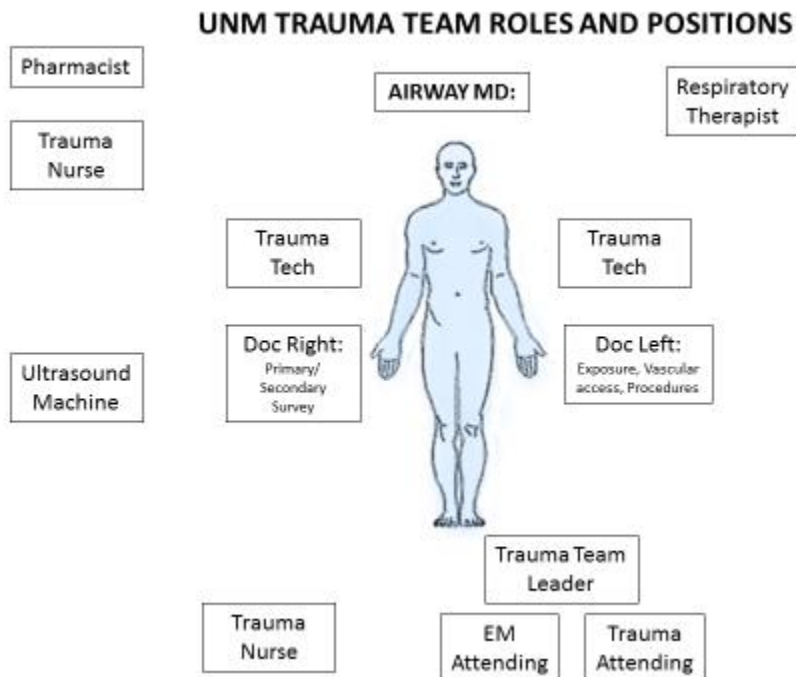 UNM TRAUMA TEAM ROLES AND POSITIONS
Pharmacist
AIRWAY MD:
Respiratory
Therapist
Trauma
Nurse
Trauma
Tech
Trauma
Tech
Ultrasound
Machine
Doc Right:
Primary/
Secondary
Survey
Doc Left:
Exposure, Vascular
access, Procedures
Trauma Team
Leader
Trauma
Nurse
EM
Attending
Trauma
Attending